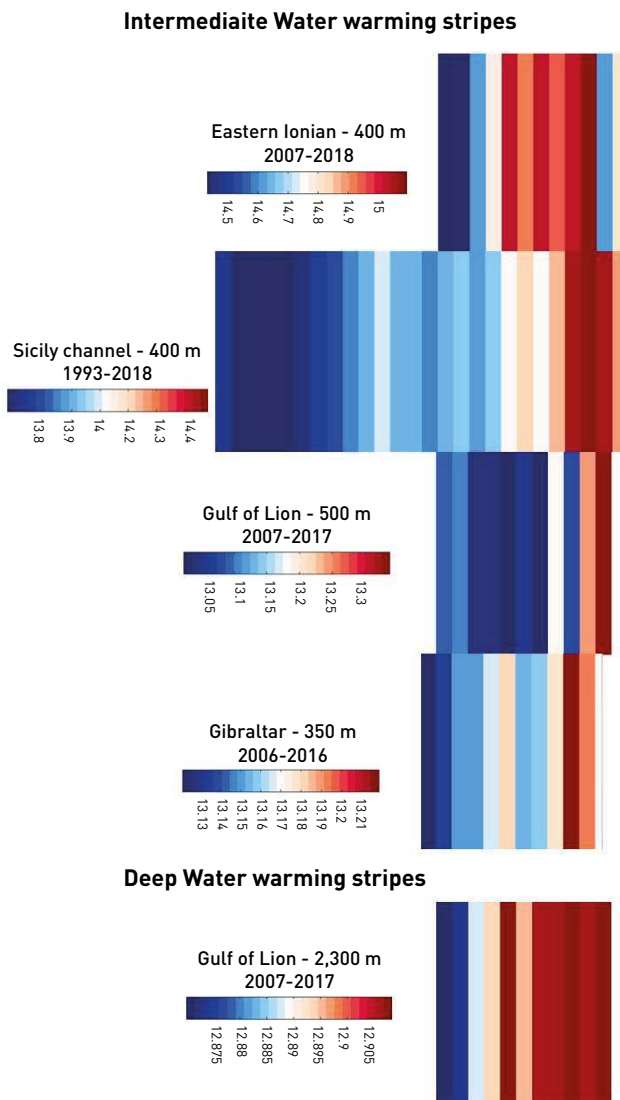 Intermediaite Water warming stripes
Eastern Ionian - 400 m
2007-2018
14.5 14.6 14.7 14.8 14.9 15
Sicily channel - 400 m
1993-2018
13.8 13.9 14 14.2 14.3 14.4
Gulf of Lion - 500 m
2007-2017
13.05 13.1 13.15 13.2 13.25 13.3
Gibraltar - 350 m
2006-2016
13.13 13.14 13.15 13.16 13.17 13.18 13.19 13.2 13.21
Deep Water warming stripes
Gulf of Lion - 2,300 m
2007-2017
12.875 12.88 12.885 12.89 12.895 12.9 12.905